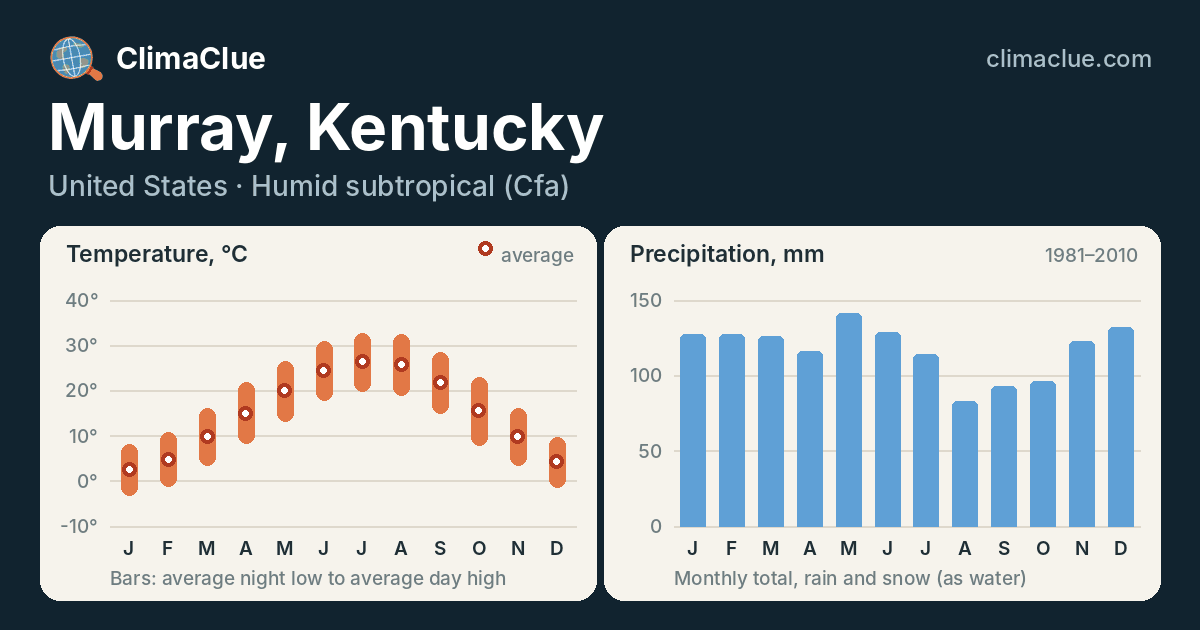 ClimaClue
climaclue.com
Murray, Kentucky
United States · Humid subtropical (Cfa)
Temperature, °C
average
40°
30°
20°
10°
0°
-10°
J F M A M J J A S O N D
Bars: average night low to average day high
Precipitation, mm
1981–2010
150
100
50
0
J F M A M J J A S O N D
Monthly total, rain and snow (as water)